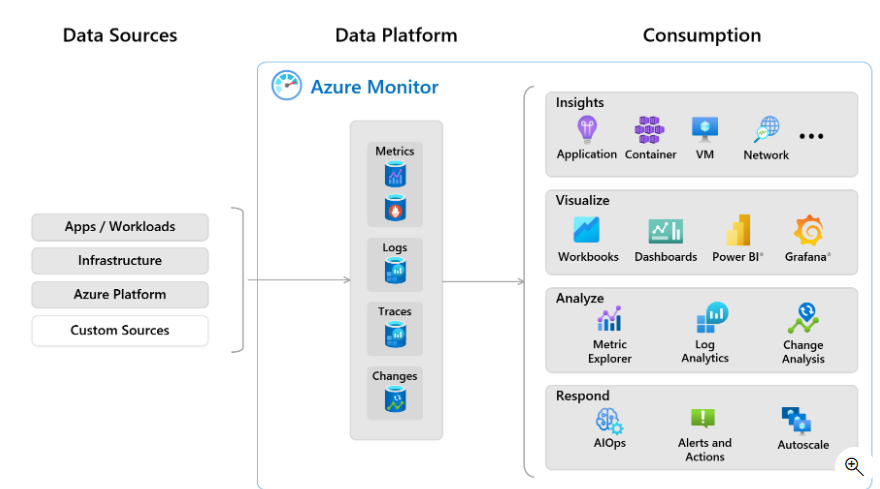 Data Sources
Data Platform
Consumption
Azure Monitor
Apps / Workloads
Infrastructure
Azure Platform
Custom Sources
Metrics
Logs
Traces
Changes
Insights
Application
Container
VM
Network
•••
Visualize
Workbooks
Dashboards
Power BI*
Grafana*
Analyze
Metric
Explorer
Log
Analytics
Change
Analysis
Respond
AIOps
Alerts and
Actions
Autoscale